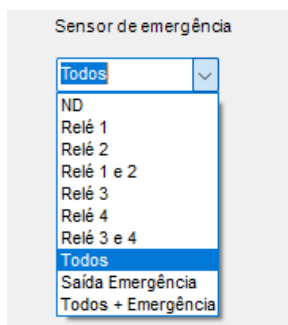 Sensor de emergência
Todos
ND
Relé 1
Relé 2
Relé 1 e 2
Relé 3
Relé 4
Relé 3 e 4
Todos
Saída Emergência
Todos + Emergência